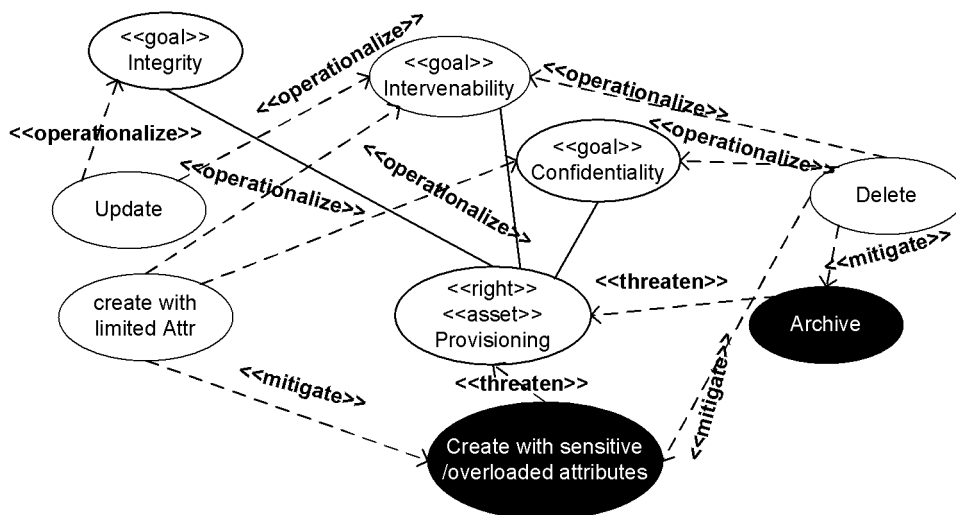 <<goal>>
Integrity
<<operationalize>>
<<goal>>
Intervenability
<<operationalize>>
<<operationalize>>
<<operationalize>>
<<goal>>
Confidentiality
<<operationalize>>
<<operationalize>>
Update
Delete
<<mitigate>>
create with
limited Attr
<<right>>
<<asset>>
Provisioning
<<threaten>>
Archive
<<mitigate>>
<<threaten>>
<<mitigate>>
Create with sensitive
/overloaded attributes